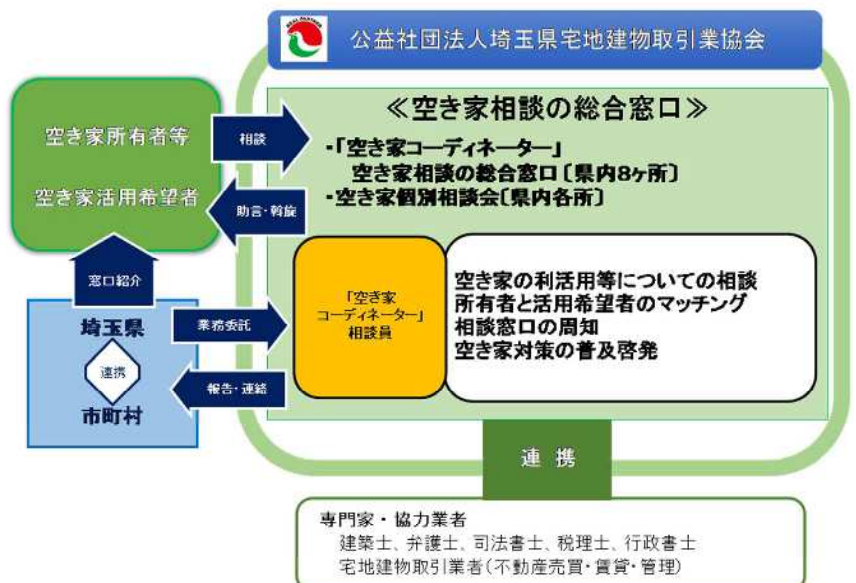 公益社団法人埼玉県宅地建物取引業協会
≪空き家相談の総合窓口≫
・「空き家コーディネーター」
空き家相談の総合窓口〔県内8ヶ所〕
・空き家個別相談会〔県内各所〕
空き家所有者等
空き家活用希望者
相談
助言・斡旋
窓口紹介
埼玉県
連携
市町村
業務委託
報告・連絡
「空き家
コーディネーター」
相談員
空き家の利活用等についての相談
所有者と活用希望者のマッチング
相談窓口の周知
空き家対策の普及啓発
連携
専門家・協力業者
建築士、弁護士、司法書士、税理士、行政書士
宅地建物取引業者(不動産売買・賃貸・管理)